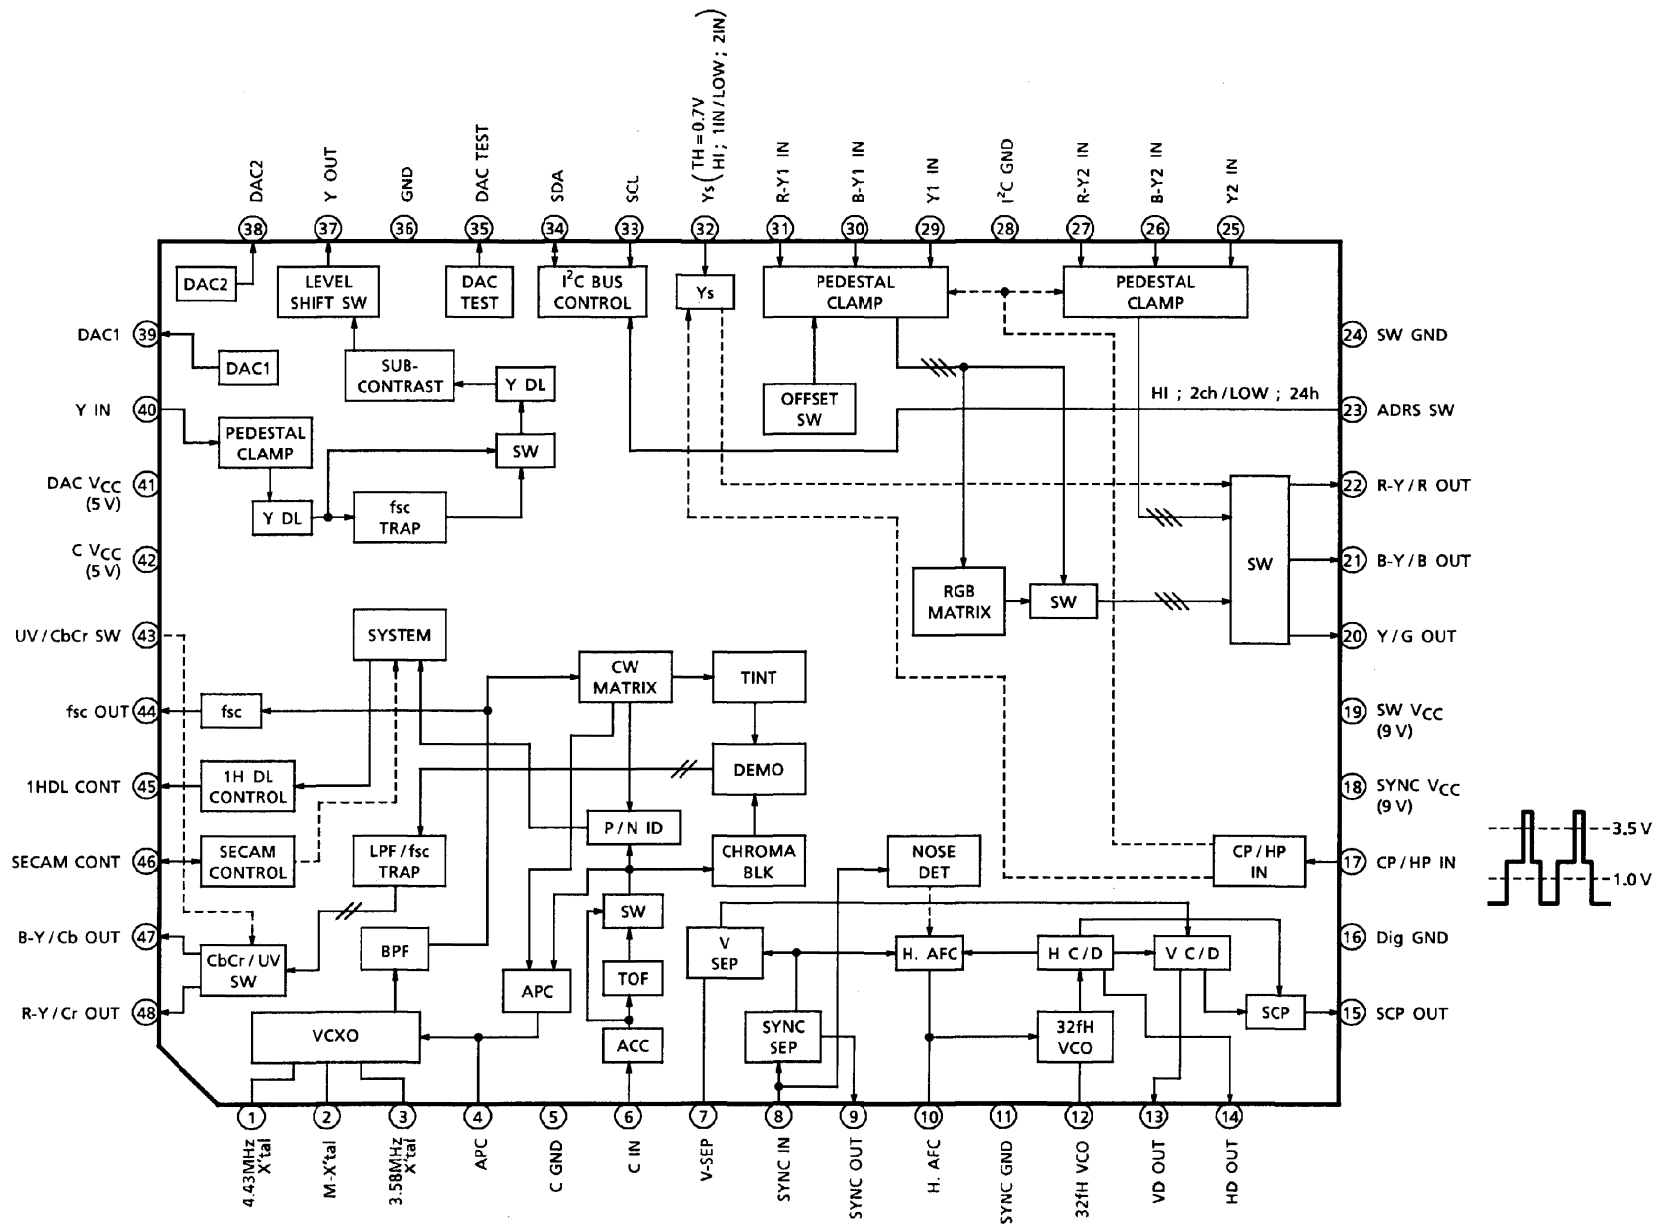 Ys ( TH = 0.7V
HI ; 1IN / LOW ; 2IN )
DAC2
Y OUT
GND
DAC TEST
SDA
SCL
R-Y1 IN
B-Y1 IN
Y1 IN
I²C GND
R-Y2 IN
B-Y2 IN
Y2 IN
38
37
36
35
34
33
32
31
30
29
28
27
26
25
DAC2
LEVEL
SHIFT SW
DAC
TEST
I²C BUS
CONTROL
Ys
PEDESTAL
CLAMP
PEDESTAL
CLAMP
DAC1
39
DAC1
SUB-
CONTRAST
Y DL
OFFSET
SW
24
SW GND
HI ; 2ch / LOW ; 24h
Y IN
40
23
ADRS SW
PEDESTAL
CLAMP
SW
DAC VCC
(5 V)
41
Y DL
fsc
TRAP
22
R-Y / R OUT
C VCC
(5 V)
42
RGB
MATRIX
SW
SW
21
B-Y / B OUT
UV / CbCr SW
43
SYSTEM
20
Y / G OUT
CW
MATRIX
TINT
fsc OUT
44
fsc
19
SW VCC
(9 V)
1HDL CONT
45
1H DL
CONTROL
DEMO
18
SYNC VCC
(9 V)
P / N ID
3.5 V
SECAM CONT
46
SECAM
CONTROL
LPF / fsc
TRAP
CHROMA
BLK
NOSE
DET
CP / HP
IN
17
CP / HP IN
1.0 V
SW
B-Y / Cb OUT
47
CbCr / UV
SW
BPF
V
SEP
H. AFC
H C / D
V C / D
16
Dig GND
TOF
APC
R-Y / Cr OUT
48
VCXO
ACC
SYNC
SEP
32fH
VCO
SCP
15
SCP OUT
1
2
3
4
5
6
7
8
9
10
11
12
13
14
4.43MHz
X'tal
M-X'tal
3.58MHz
X'tal
APC
C GND
C IN
V-SEP
SYNC IN
SYNC OUT
H. AFC
SYNC GND
32fH VCO
VD OUT
HD OUT